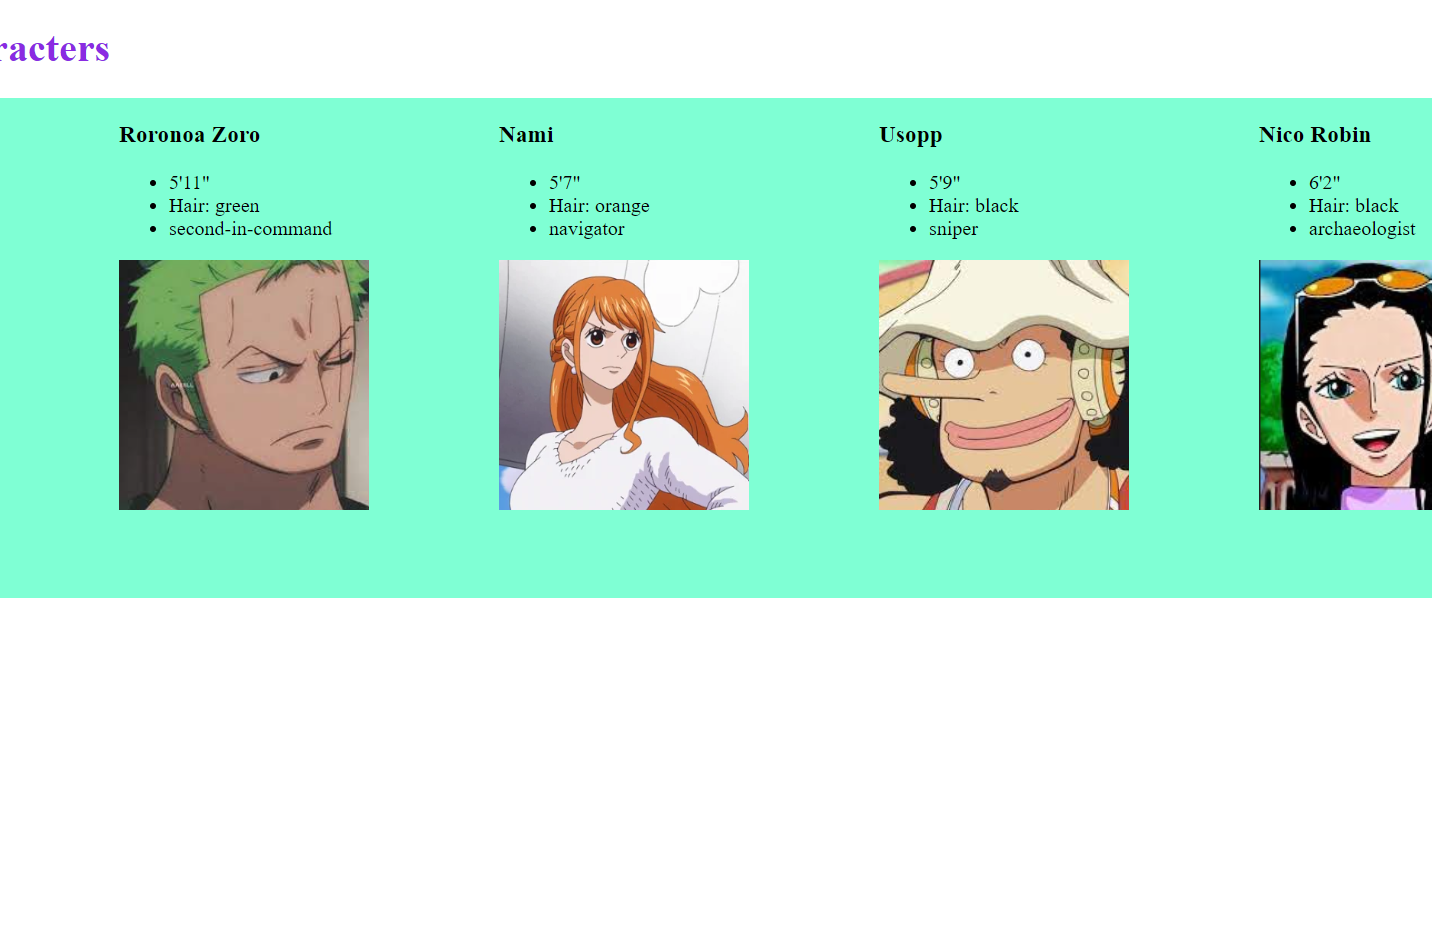 racters
Roronoa Zoro
5'11"
Hair: green
second-in-command
Nami
5'7"
Hair: orange
navigator
Usopp
5'9"
Hair: black
sniper
Nico Robin
6'2"
Hair: black
archaeologist